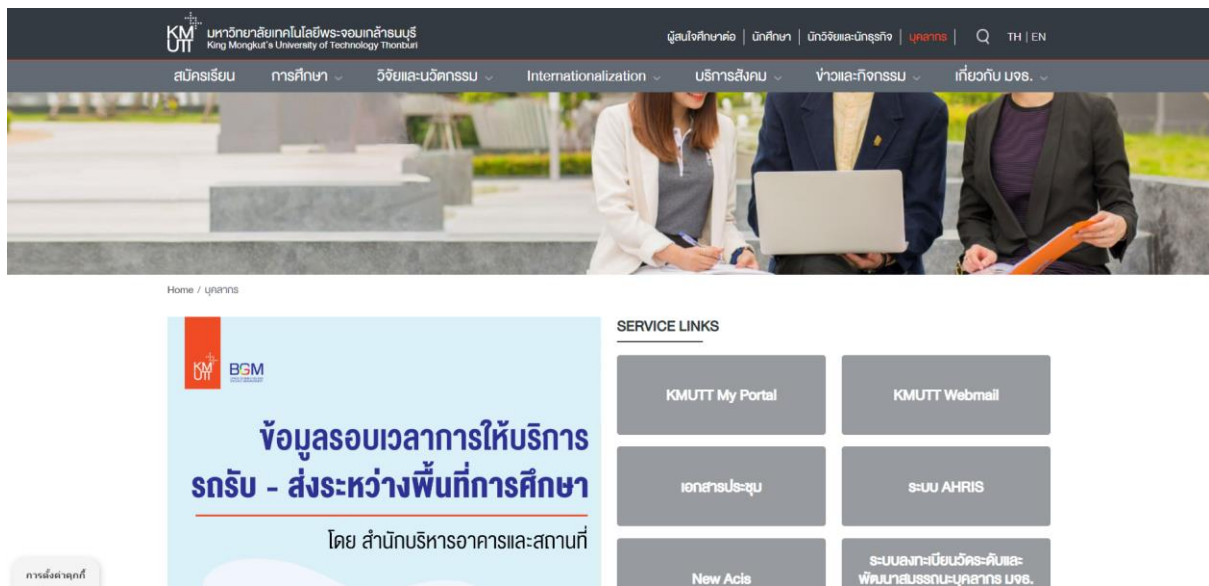 KM
UTT
มหาวิทยาลัยเทคโนโลยีพระจอมเกล้าธนบุรี
King Mongkut's University of Technology Thonburi
ผู้สนใจศึกษาต่อ | นักศึกษา | นักวิจัยและนักธุรกิจ | บุคลากร | TH | EN
สมัครเรียน การศึกษา วิจัยและนวัตกรรม Internationalization บริการสังคม ข่าวและกิจกรรม เกี่ยวกับ มจธ.
Home / บุคลากร
KM
UTT
BGM
ข้อมูลรอบเวลาการให้บริการ
รถรับ - ส่งระหว่างพื้นที่การศึกษา
โดย สำนักบริหารอาคารและสถานที่
SERVICE LINKS
KMUTT My Portal
KMUTT Webmail
เอกสารประชุม
ระบบ AHRIS
New Acis
ระบบลงทะเบียนวัดระดับและ
พัฒนาสมรรถนะบุคลากร มจธ.
การตั้งค่าคุกกี้